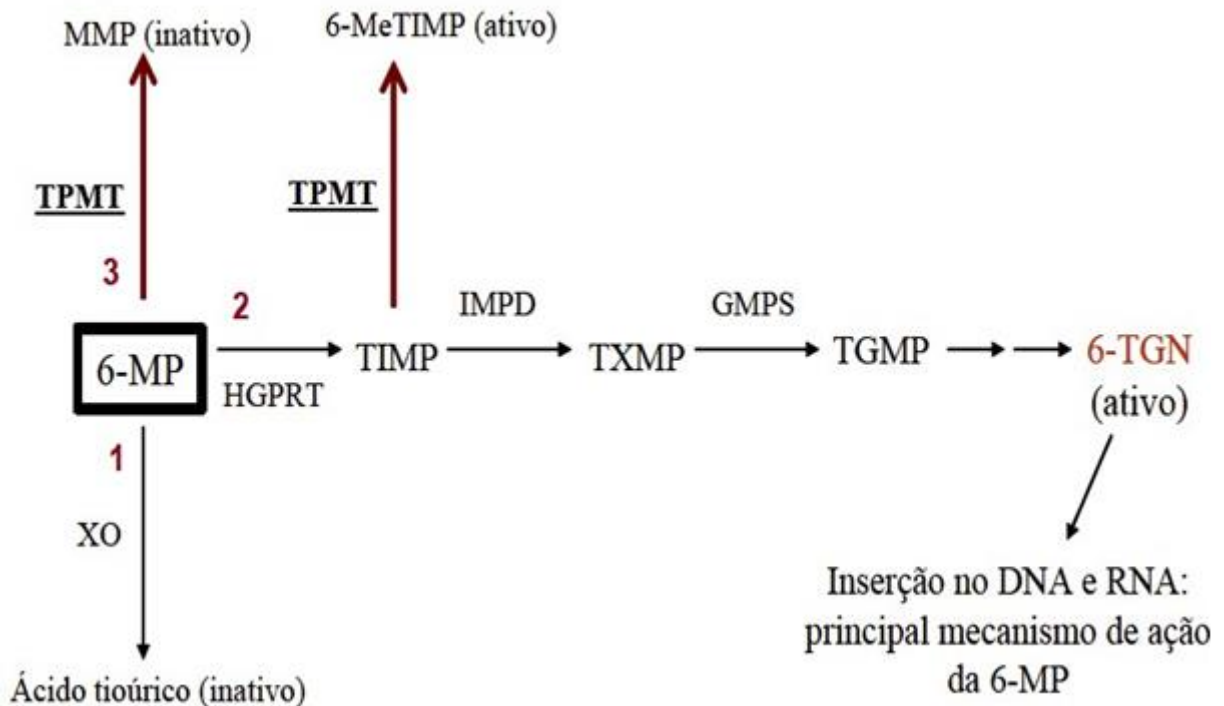 MMP (inativo)
6-MeTIMP (ativo)
TPMT
TPMT
3
2
IMPD
GMPS
6-MP
HGPRT
TIMP
TXMP
TGMP
6-TGN
(ativo)
1
XO
Inserção no DNA e RNA:
principal mecanismo de ação
da 6-MP
Ácido tioúrico (inativo)